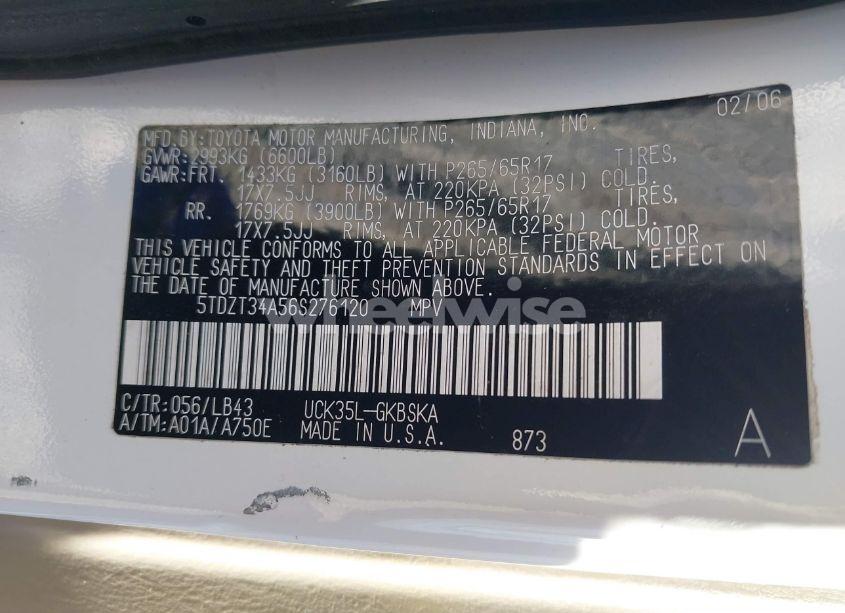 02/06
MFD.BY:TOYOTA MOTOR MANUFACTURING, INDIANA, INC.
GVWR:2993KG (6600LB)
GAWR:FRT. 1433KG (3160LB) WITH P265/65R17 TIRES,
17X7.5JJ RIMS, AT 220KPA (32PSI) COLD.
RR. 1769KG (3900LB) WITH P265/65R17 TIRES,
17X7.5JJ RIMS, AT 220KPA (32PSI) COLD.
THIS VEHICLE CONFORMS TO ALL APPLICABLE FEDERAL MOTOR
VEHICLE SAFETY AND THEFT PREVENTION STANDARDS IN EFFECT ON
THE DATE OF MANUFACTURE SHOWN ABOVE.
5TDZT34A56S276120 MPV
wheelwise
C/TR:056/LB43 UCK35L-GKBSKA
A/TM:A01A/A750E MADE IN U.S.A. 873 A